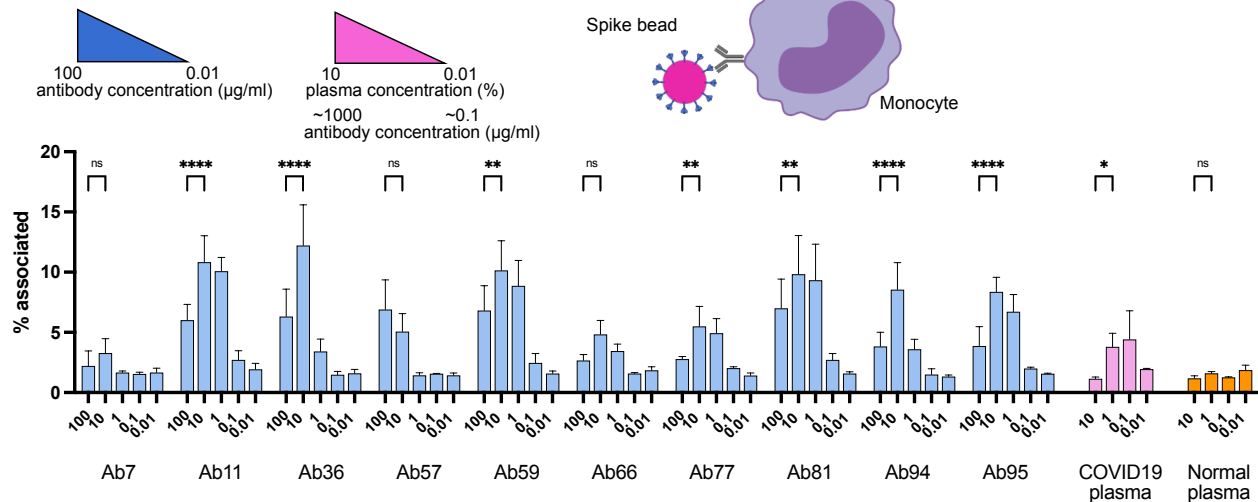 Spike bead
100 0.01
antibody concentration (µg/ml)
10 0.01
plasma concentration (%)
~1000 ~0.1
antibody concentration (µg/ml)
Monocyte
% associated
20
15
10
5
0
ns **** **** ns ** ns ** ** **** **** * ns
100 10 1 0.1 0.01 100 10 1 0.1 0.01 100 10 1 0.1 0.01 100 10 1 0.1 0.01 100 10 1 0.1 0.01 100 10 1 0.1 0.01 100 10 1 0.1 0.01 100 10 1 0.1 0.01 100 10 1 0.1 0.01 100 10 1 0.1 0.01 10 1 0.1 0.01 10 1 0.1 0.01
Ab7 Ab11 Ab36 Ab57 Ab59 Ab66 Ab77 Ab81 Ab94 Ab95 COVID19 Normal
plasma plasma